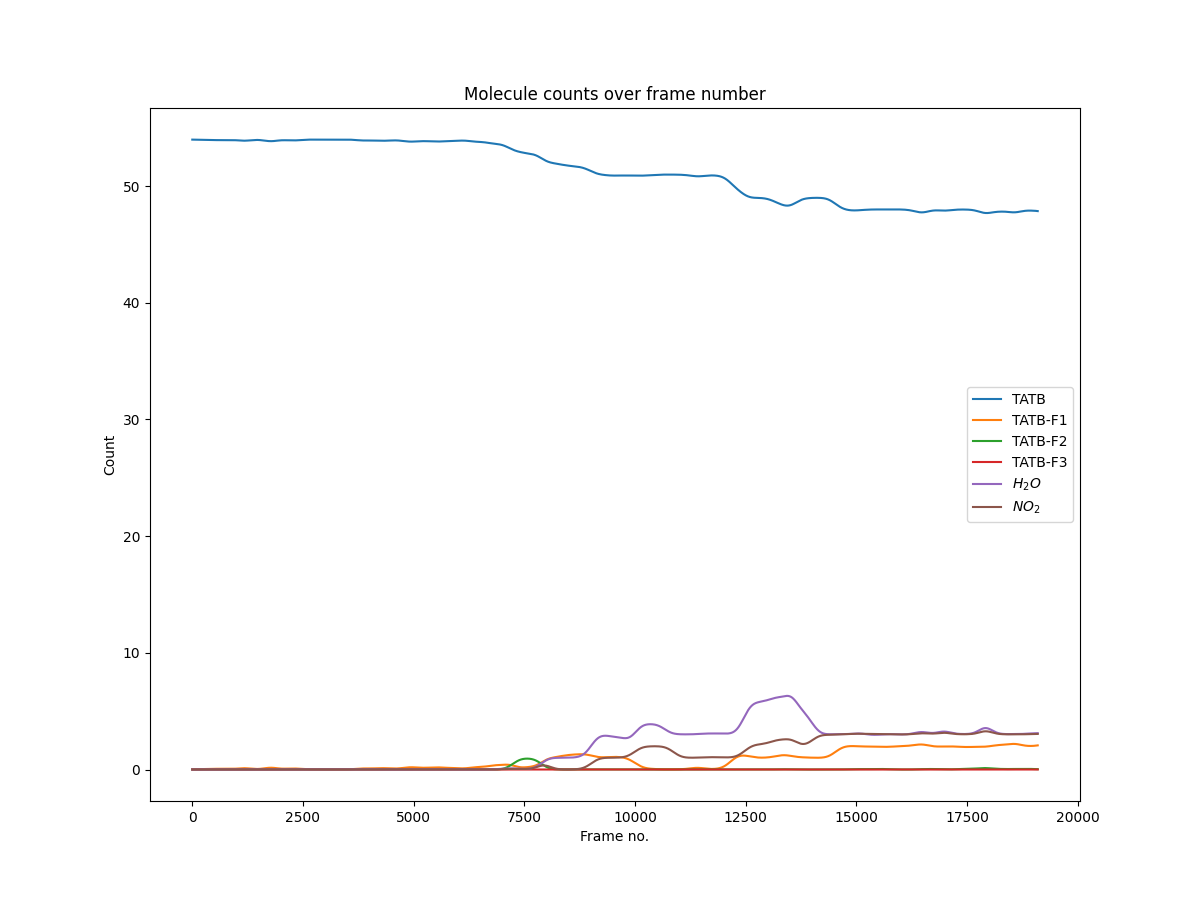 Molecule counts over frame number
50
40
30
20
10
0
Count
TATB
TATB-F1
TATB-F2
TATB-F3
H₂O
NO₂
0 2500 5000 7500 10000 12500 15000 17500 20000
Frame no.